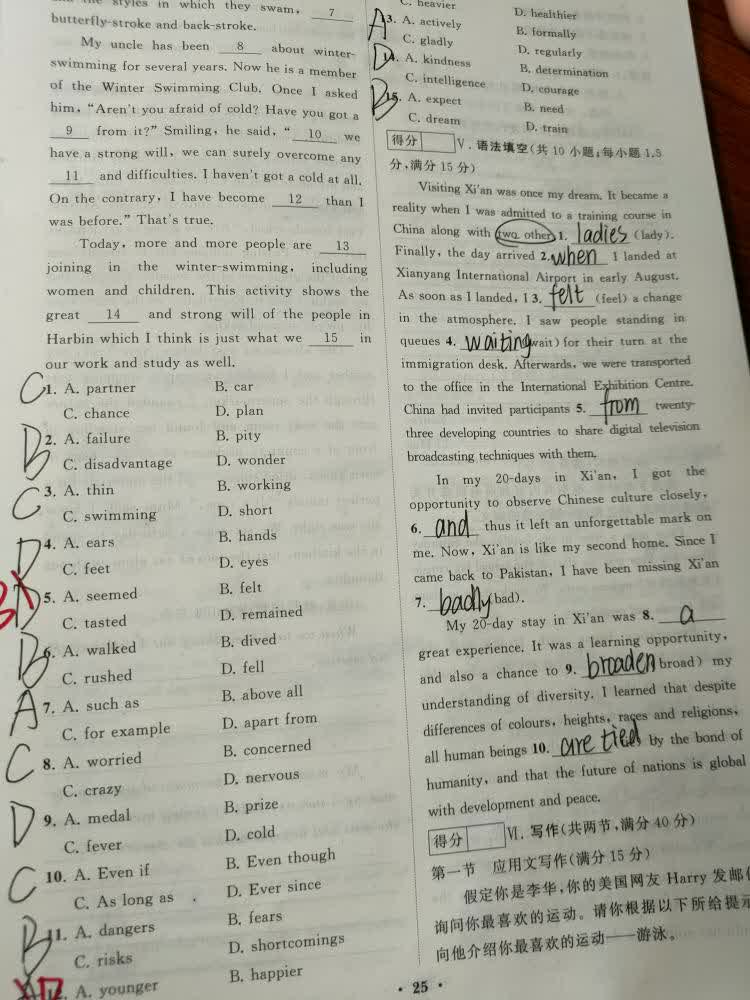 the styles in which they swam, 7
butterfly-stroke and back-stroke.
My uncle has been 8 about winter-
swimming for several years. Now he is a member
of the Winter Swimming Club. Once I asked
him, “Aren't you afraid of cold? Have you got a
9 from it?” Smiling, he said, “ 10 we
have a strong will, we can surely overcome any
11 and difficulties. I haven't got a cold at all.
On the contrary, I have become 12 than I
was before.” That's true.
Today, more and more people are 13
joining in the winter-swimming, including
women and children. This activity shows the
great 14 and strong will of the people in
Harbin which I think is just what we 15 in
our work and study as well.
C 1. A. partner B. car
C. chance D. plan
B 2. A. failure B. pity
C. disadvantage D. wonder
C 3. A. thin B. working
C. swimming D. short
D 4. A. ears B. hands
C. feet D. eyes
B D 5. A. seemed B. felt
C. tasted D. remained
B 6. A. walked B. dived
C. rushed D. fell
A 7. A. such as B. above all
C. for example D. apart from
C 8. A. worried B. concerned
C. crazy D. nervous
D 9. A. medal B. prize
C. fever D. cold
C 10. A. Even if B. Even though
C. As long as D. Ever since
B 11. A. dangers B. fears
C. risks D. shortcomings
A. younger B. happier
C. heavier D. healthier
A 13. A. actively B. formally
C. gladly D. regularly
D 14. A. kindness B. determination
C. intelligence D. courage
B 15. A. expect B. need
C. dream D. train
得分 Ⅴ. 语法填空(共10小题;每小题1.5
分,满分15分)
Visiting Xi'an was once my dream. It became a
reality when I was admitted to a training course in
China along with two other 1. ladies (lady).
Finally, the day arrived 2. when I landed at
Xianyang International Airport in early August.
As soon as I landed, I 3. felt (feel) a change
in the atmosphere. I saw people standing in
queues 4. waiting (wait) for their turn at the
immigration desk. Afterwards, we were transported
to the office in the International Exhibition Centre.
China had invited participants 5. from twenty-
three developing countries to share digital television
broadcasting techniques with them.
In my 20-days in Xi'an, I got the
opportunity to observe Chinese culture closely,
6. and thus it left an unforgettable mark on
me. Now, Xi'an is like my second home. Since I
came back to Pakistan, I have been missing Xi'an
7. badly (bad).
My 20-day stay in Xi'an was 8. a
great experience. It was a learning opportunity,
and also a chance to 9. broaden (broad) my
understanding of diversity. I learned that despite
differences of colours, heights, races and religions,
all human beings 10. are tied by the bond of
humanity, and that the future of nations is global
with development and peace.
得分 Ⅵ. 写作(共两节,满分40分)
第一节 应用文写作(满分15分)
假定你是李华,你的美国网友 Harry 发邮
询问你最喜欢的运动。请你根据以下所给提示
向他介绍你最喜欢的运动——游泳。
· 25 ·